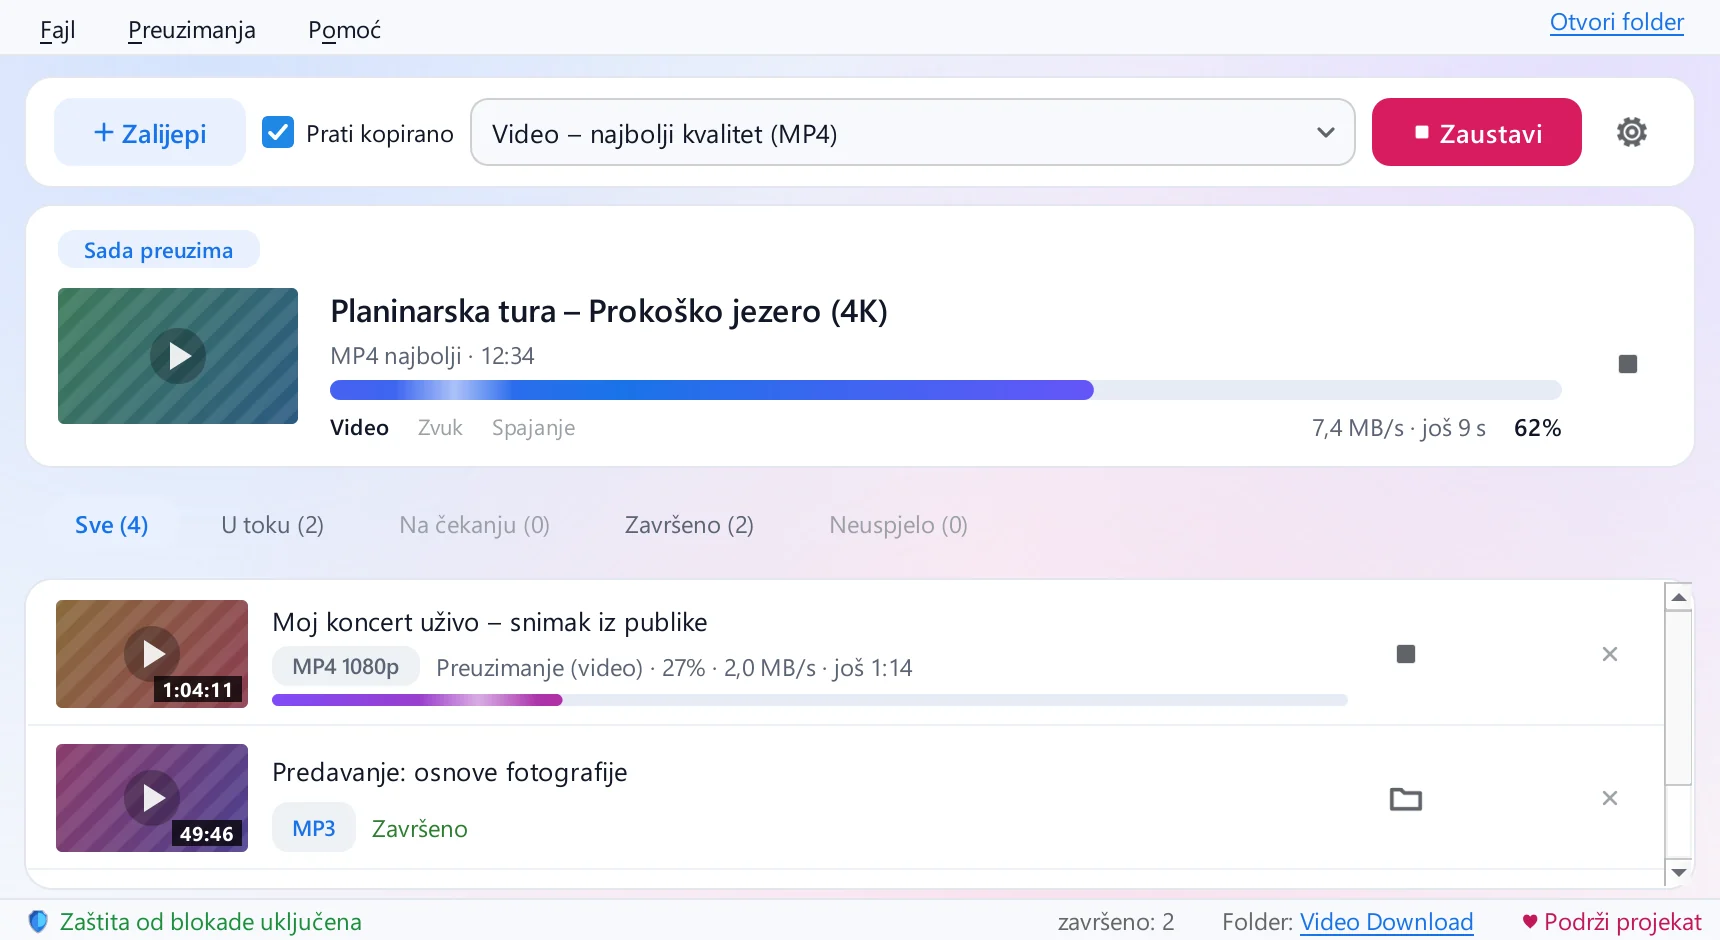 Fajl Preuzimanja Pomoć Otvori folder
+ Zalijepi Prati kopirano Video – najbolji kvalitet (MP4) Zaustavi
Sada preuzima
Planinarska tura – Prokoško jezero (4K)
MP4 najbolji · 12:34
Video Zvuk Spajanje 7,4 MB/s · još 9 s 62%
Sve (4) U toku (2) Na čekanju (0) Završeno (2) Neuspjelo (0)
Moj koncert uživo – snimak iz publike
MP4 1080p Preuzimanje (video) · 27% · 2,0 MB/s · još 1:14
1:04:11
Predavanje: osnove fotografije
MP3 Završeno
49:46
Zaštita od blokade uključena završeno: 2 Folder: Video Download ♥ Podrži projekat